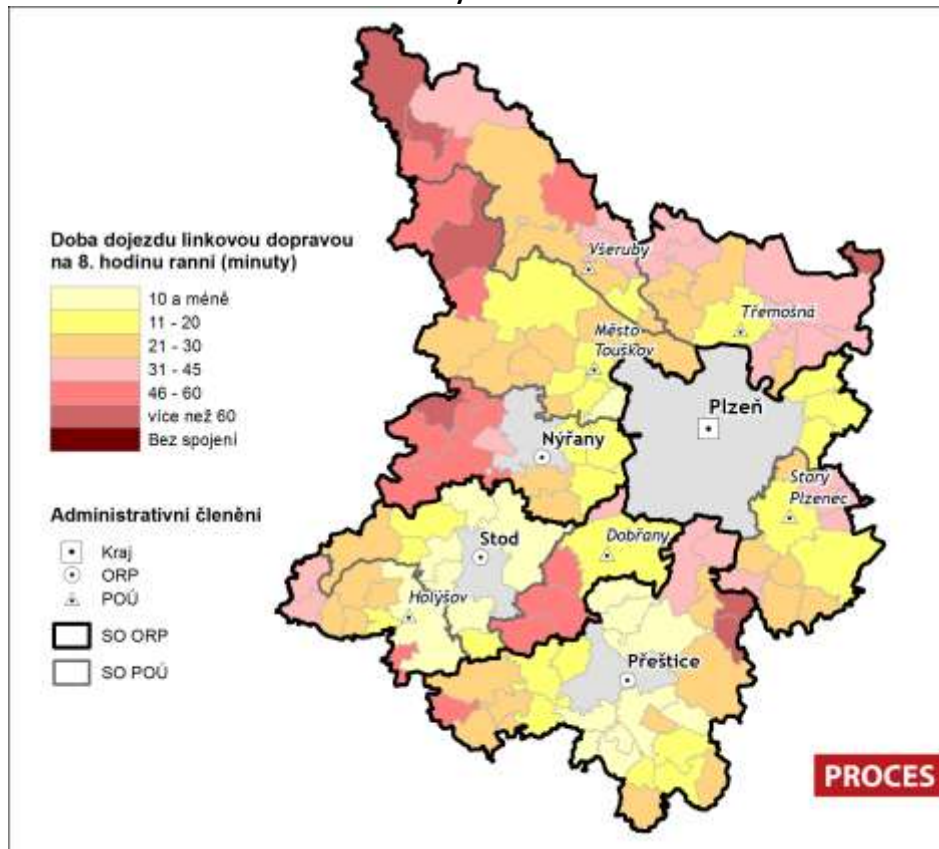 Doba dojezdu linkovou dopravou
na 8. hodinu ranní (minuty)
10 a méně
11 - 20
21 - 30
31 - 45
46 - 60
více než 60
Bez spojení
Administrativní členění
Kraj
ORP
POÚ
SO ORP
SO POÚ
Všeruby
Třemošná
Město
Touškov
Plzeň
Nýřany
Starý
Plzenec
Stod
Dobřany
Holýšov
Přeštice
PROCES